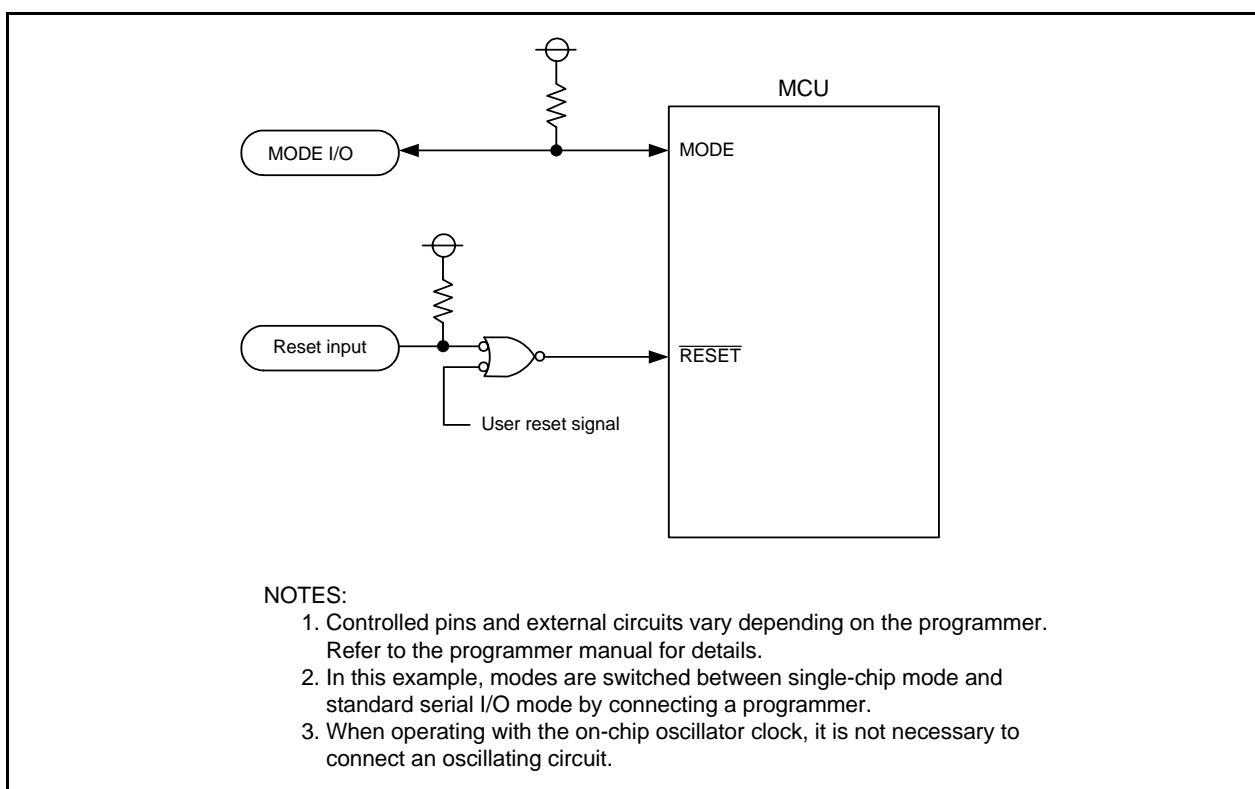 MCU
MODE I/O
MODE
Reset input
RESET
User reset signal
NOTES:
1. Controlled pins and external circuits vary depending on the programmer.
Refer to the programmer manual for details.
2. In this example, modes are switched between single-chip mode and
standard serial I/O mode by connecting a programmer.
3. When operating with the on-chip oscillator clock, it is not necessary to
connect an oscillating circuit.